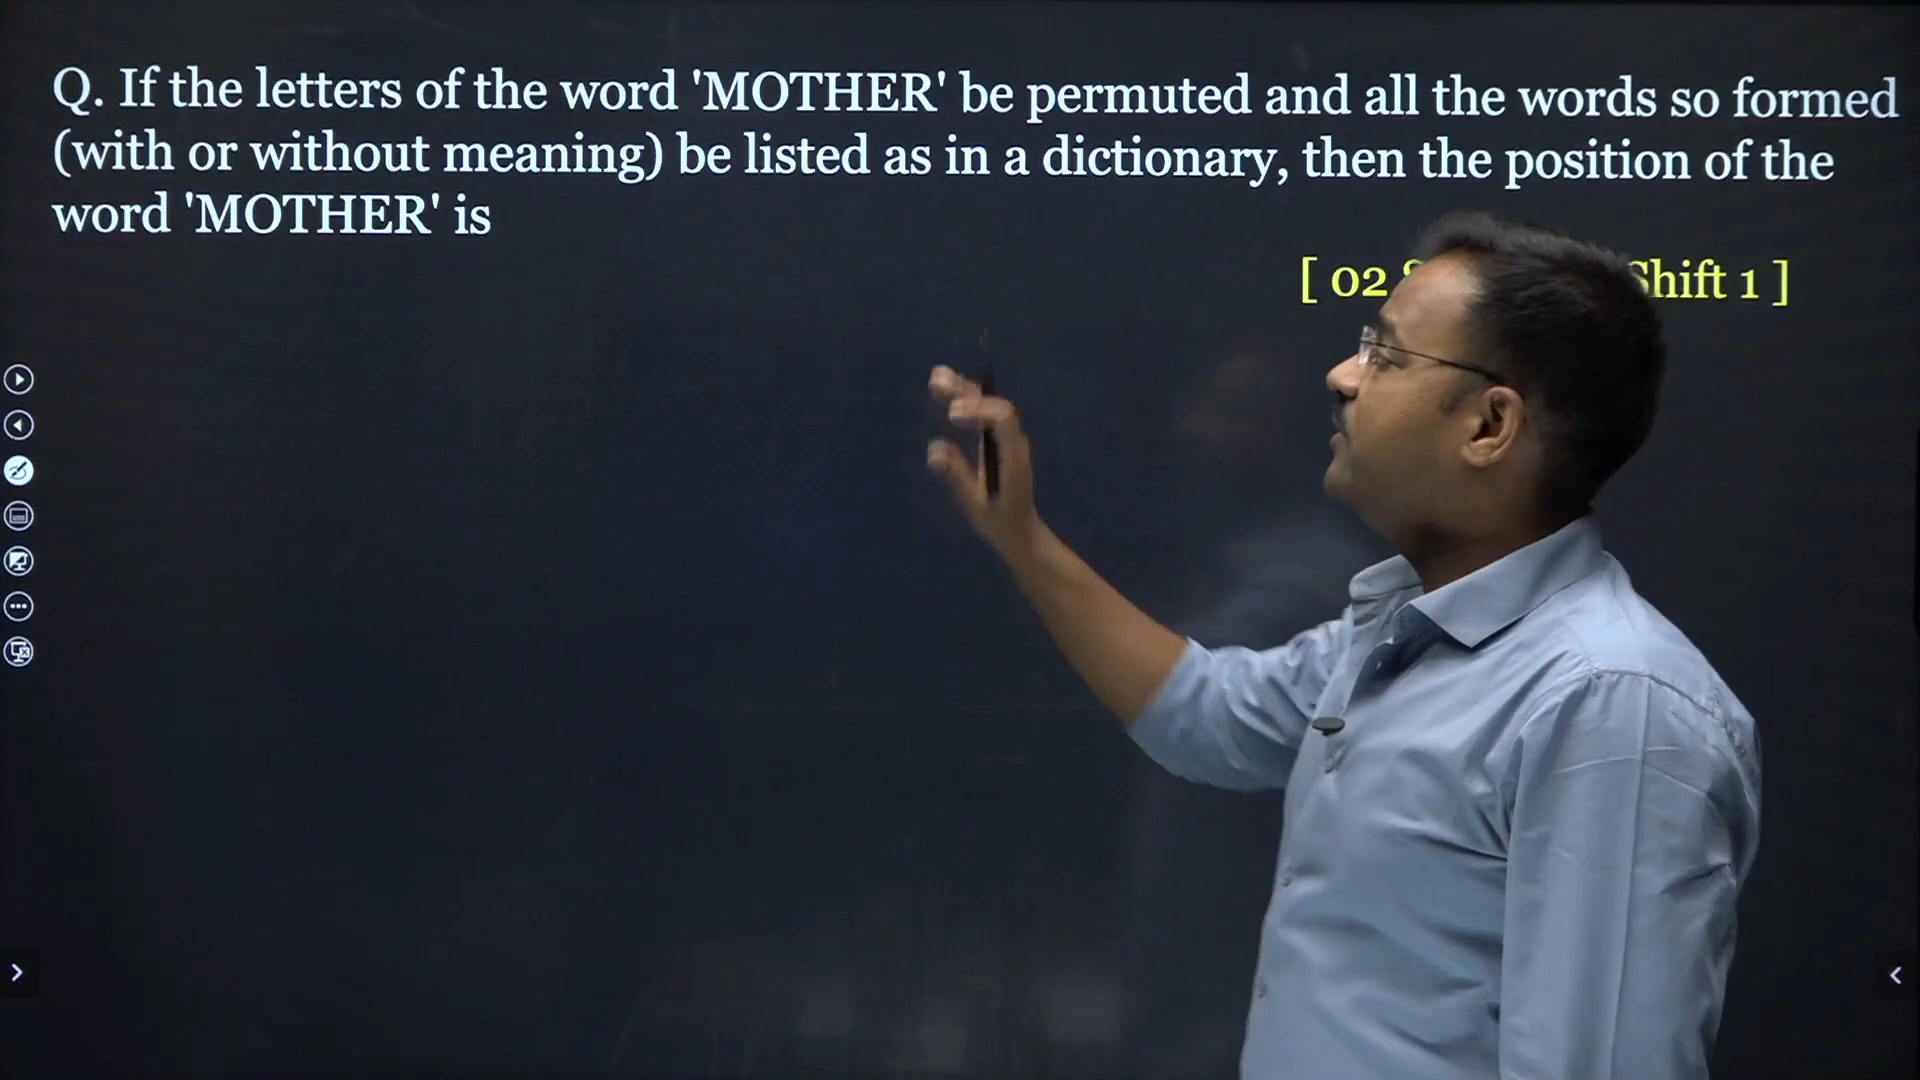 Q. If the letters of the word 'MOTHER' be permuted and all the words so formed
(with or without meaning) be listed as in a dictionary, then the position of the
word 'MOTHER' is
[ 02 Shift 1 ]